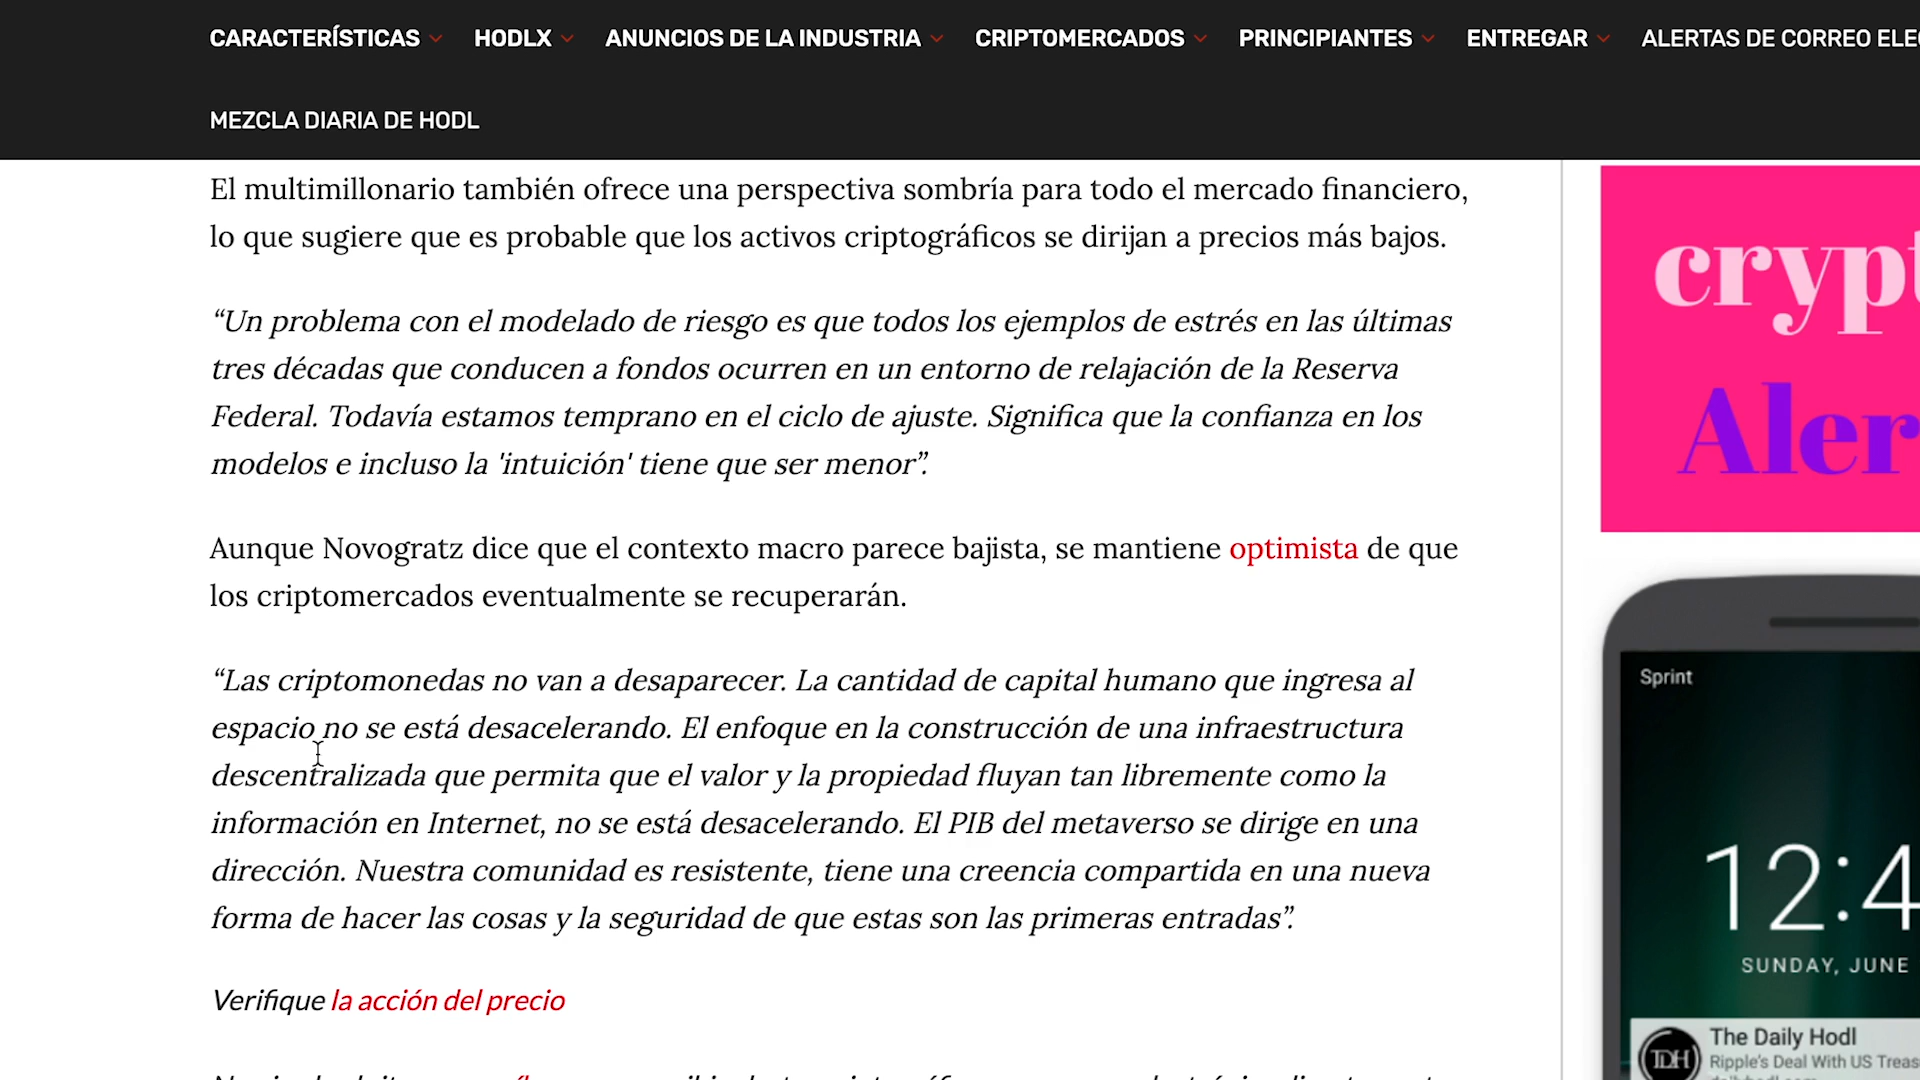 CARACTERÍSTICAS HODLX ANUNCIOS DE LA INDUSTRIA CRIPTOMERCADOS PRINCIPIANTES ENTREGAR ALERTAS DE CORREO
MEZCLA DIARIA DE HODL
El multimillonario también ofrece una perspectiva sombría para todo el mercado financiero,
lo que sugiere que es probable que los activos criptográficos se dirijan a precios más bajos.
“Un problema con el modelado de riesgo es que todos los ejemplos de estrés en las últimas
tres décadas que conducen a fondos ocurren en un entorno de relajación de la Reserva
Federal. Todavía estamos temprano en el ciclo de ajuste. Significa que la confianza en los
modelos e incluso la 'intuición' tiene que ser menor”.
Aunque Novogratz dice que el contexto macro parece bajista, se mantiene optimista de que
los criptomercados eventualmente se recuperarán.
“Las criptomonedas no van a desaparecer. La cantidad de capital humano que ingresa al
espacio no se está desacelerando. El enfoque en la construcción de una infraestructura
descentralizada que permita que el valor y la propiedad fluyan tan libremente como la
información en Internet, no se está desacelerando. El PIB del metaverso se dirige en una
dirección. Nuestra comunidad es resistente, tiene una creencia compartida en una nueva
forma de hacer las cosas y la seguridad de que estas son las primeras entradas”.
Verifique la acción del precio
crypt
Aler
Sprint
12:4
SUNDAY, JUNE
TDH The Daily Hodl
Ripple's Deal With US Treas